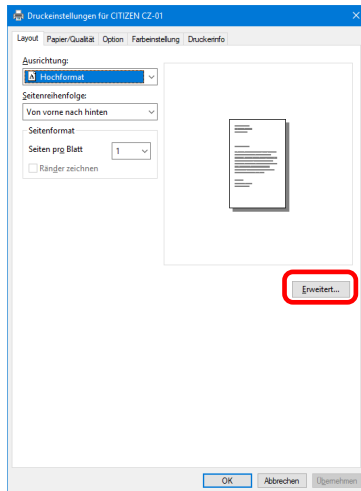 Druckeinstellungen für CITIZEN CZ-01
Layout Papier/Qualität Option Farbeinstellung Druckerinfo
Ausrichtung:
Hochformat
Seitenreihenfolge:
Von vorne nach hinten
Seitenformat
Seiten pro Blatt 1
Ränder zeichnen
Erweitert...
OK Abbrechen Übernehmen